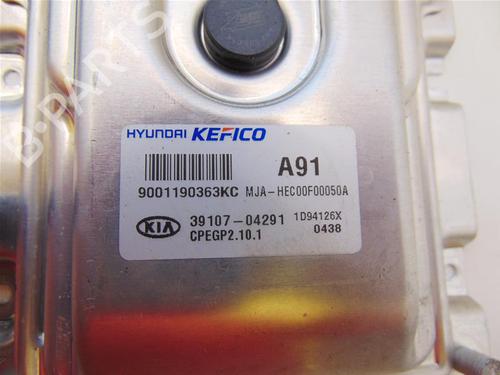 B-PARTS
HYUNDAI KEFICO
A91
9001190363KC MJA-HEC00F00050A
KIA 39107-04291 1D94126X
CPEGP2.10.1 0438